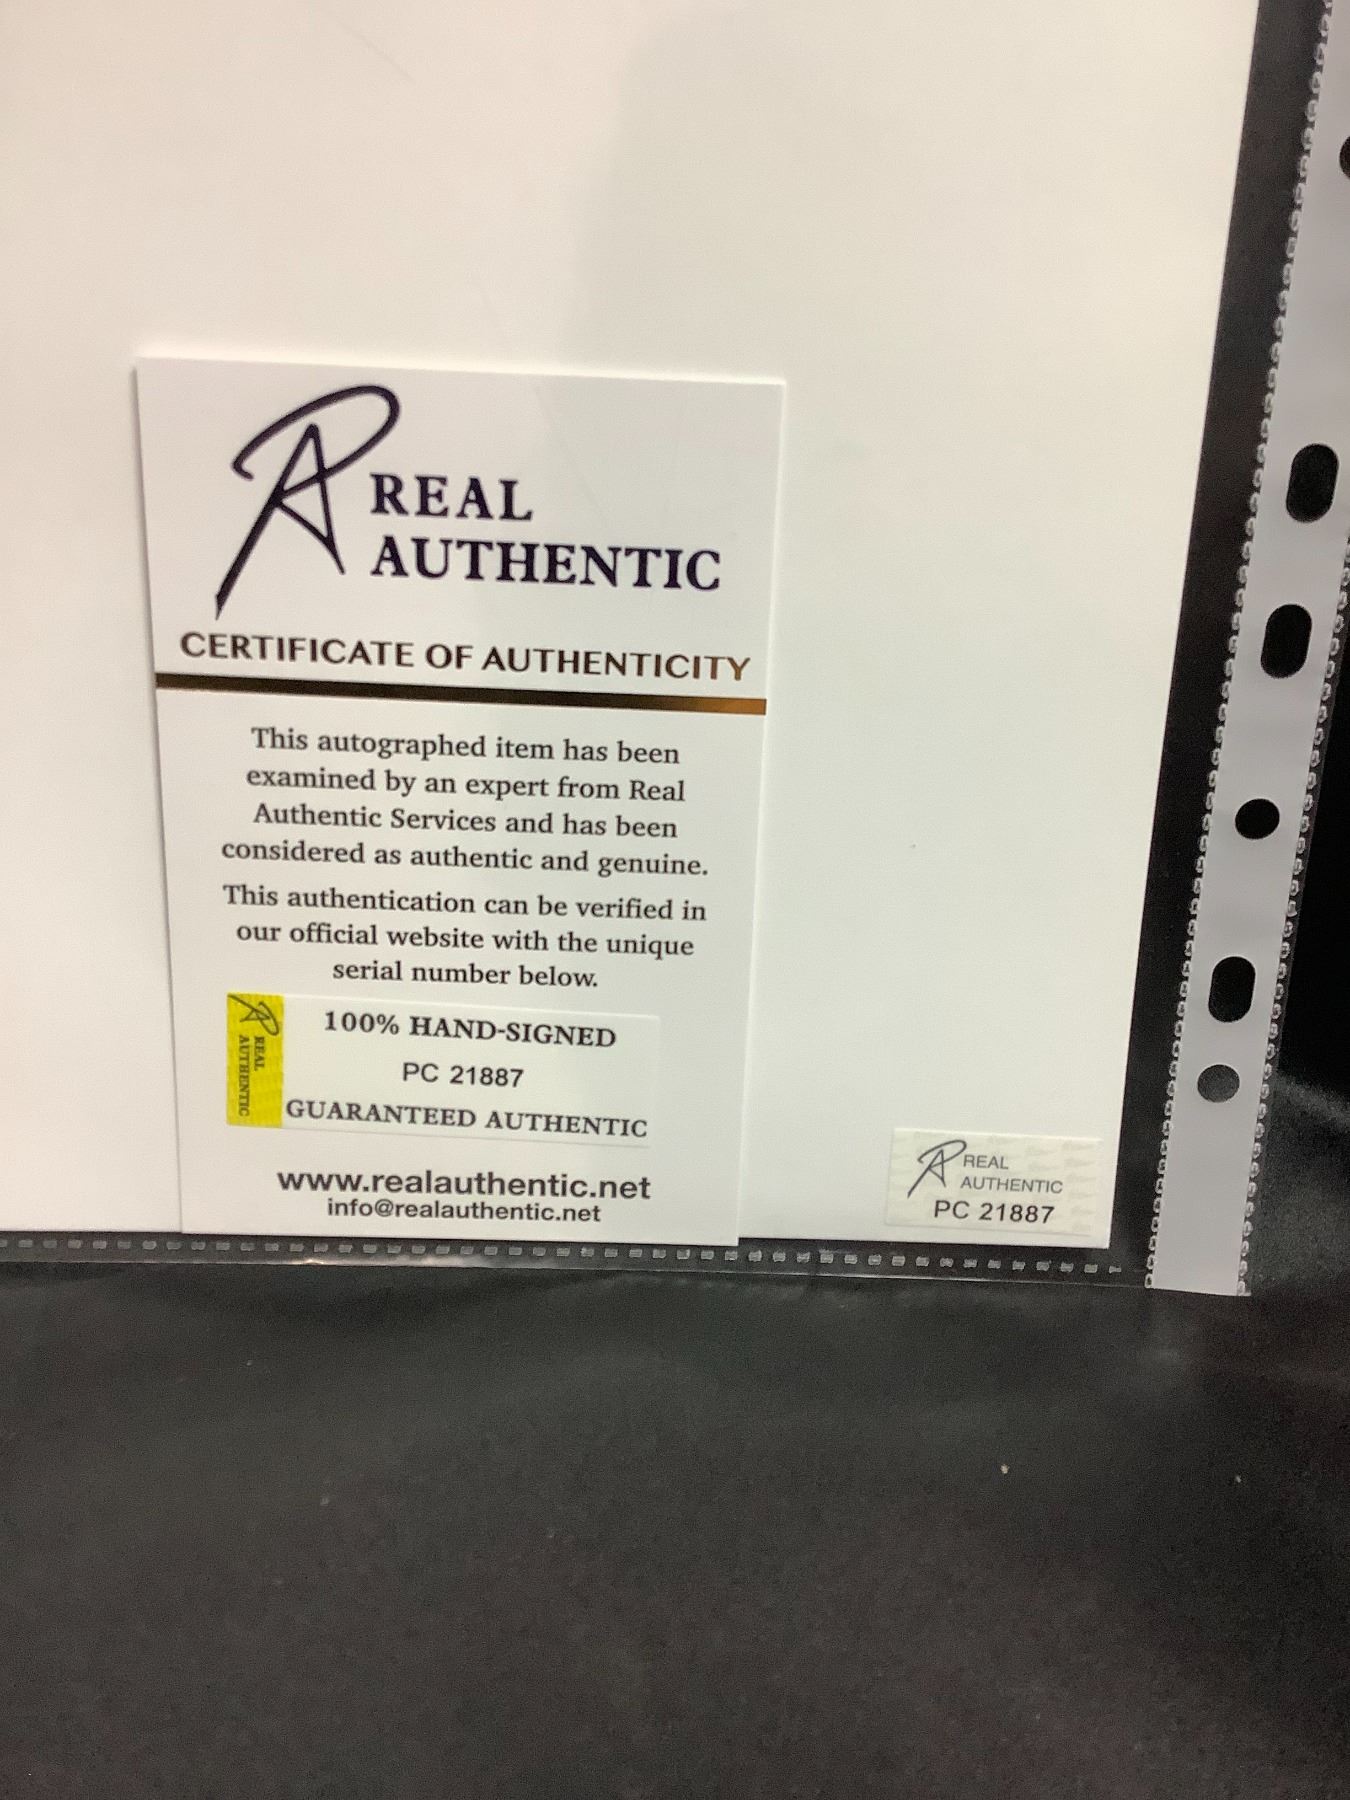 RA REAL
AUTHENTIC
CERTIFICATE OF AUTHENTICITY
This autographed item has been
examined by an expert from Real
Authentic Services and has been
considered as authentic and genuine.
This authentication can be verified in
our official website with the unique
serial number below.
RA REAL
AUTHENTIC
100% HAND-SIGNED
PC 21887
GUARANTEED AUTHENTIC
www.realauthentic.net
info@realauthentic.net
RA REAL
AUTHENTIC
PC 21887